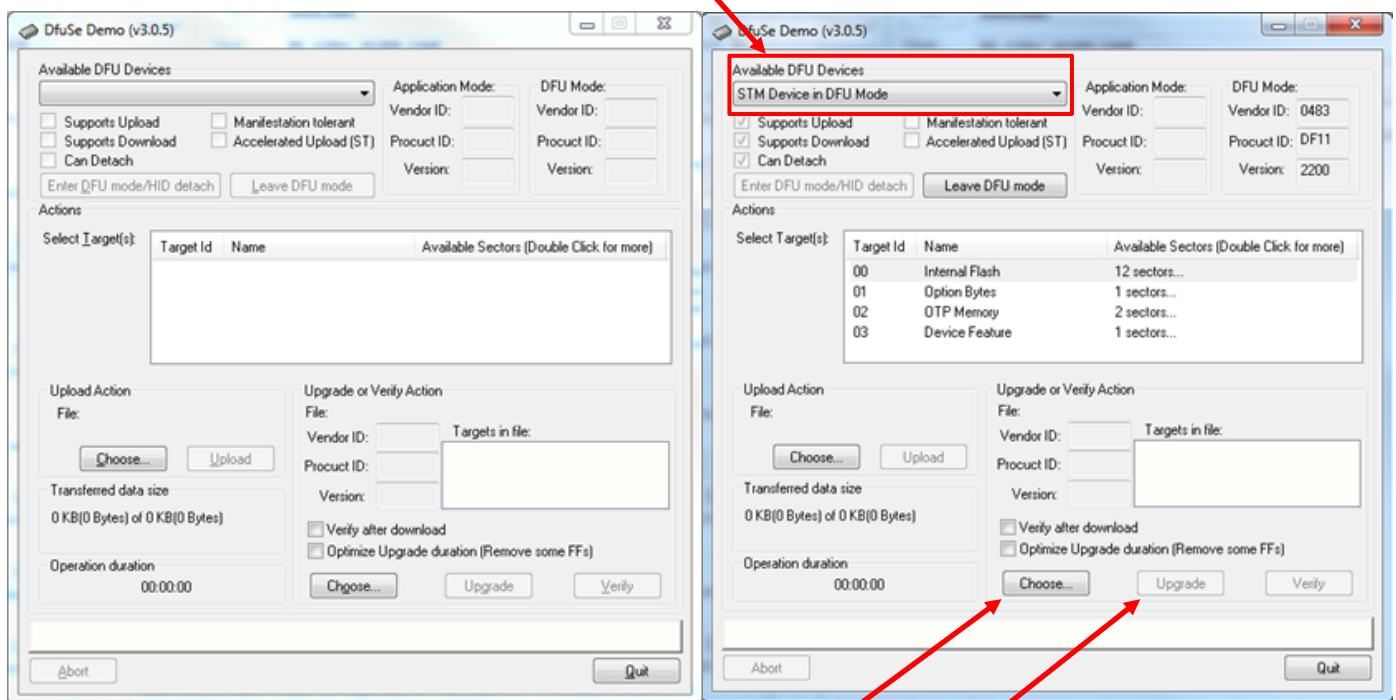 DfuSe Demo (v3.0.5)
Available DFU Devices
Application Mode:
DFU Mode:
Vendor ID:
Vendor ID:
Supports Upload
Manifestation tolerant
Supports Download
Accelerated Upload (ST)
Procuct ID:
Procuct ID:
Can Detach
Version:
Version:
Enter DFU mode/HID detach
Leave DFU mode
Actions
Select Target(s):
Target Id Name Available Sectors (Double Click for more)
Upload Action
File:
Choose...
Upload
Transferred data size
0 KB(0 Bytes) of 0 KB(0 Bytes)
Operation duration
00:00:00
Upgrade or Verify Action
File:
Vendor ID:
Targets in file:
Procuct ID:
Version:
Verify after download
Optimize Upgrade duration (Remove some FFs)
Choose...
Upgrade
Verify
Abort
Quit
DfuSe Demo (v3.0.5)
Available DFU Devices
STM Device in DFU Mode
Application Mode:
DFU Mode:
Vendor ID:
Vendor ID: 0483
Supports Upload
Manifestation tolerant
Supports Download
Accelerated Upload (ST)
Procuct ID:
Procuct ID: DF11
Can Detach
Version:
Version: 2200
Enter DFU mode/HID detach
Leave DFU mode
Actions
Select Target(s):
Target Id Name Available Sectors (Double Click for more)
00 Internal Flash 12 sectors...
01 Option Bytes 1 sectors...
02 OTP Memory 2 sectors...
03 Device Feature 1 sectors...
Upload Action
File:
Choose...
Upload
Transferred data size
0 KB(0 Bytes) of 0 KB(0 Bytes)
Operation duration
00:00:00
Upgrade or Verify Action
File:
Vendor ID:
Targets in file:
Procuct ID:
Version:
Verify after download
Optimize Upgrade duration (Remove some FFs)
Choose...
Upgrade
Verify
Abort
Quit